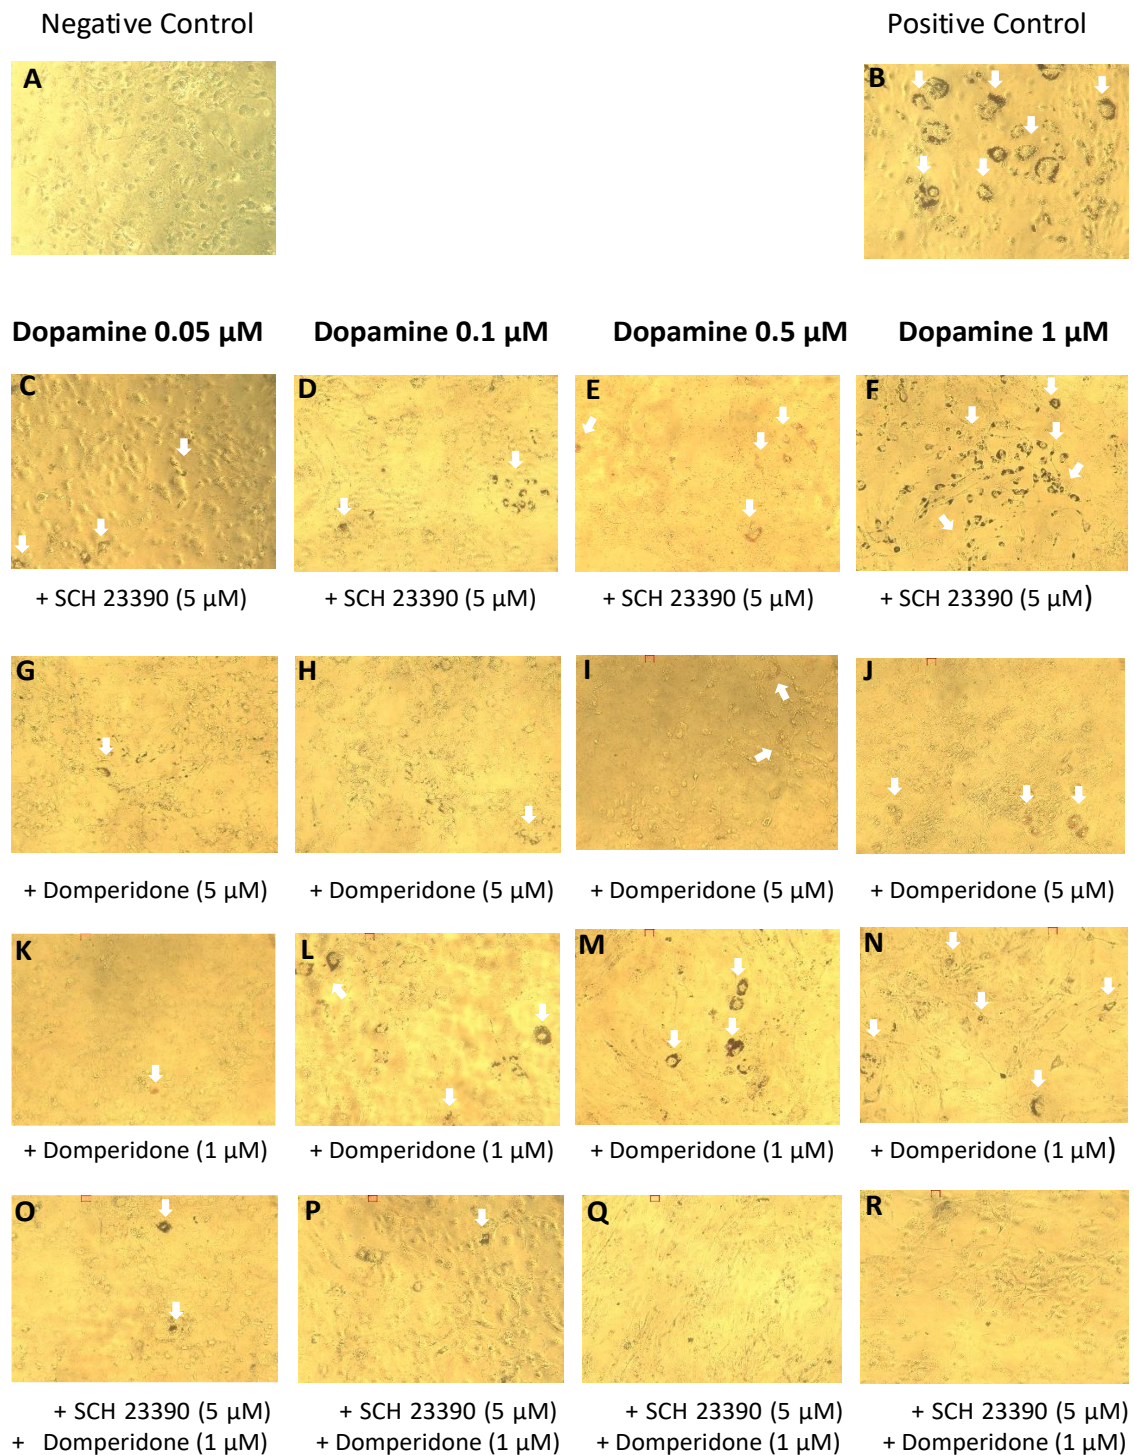 Negative Control
Positive Control
A
B
Dopamine 0.05 μM
Dopamine 0.1 μM
Dopamine 0.5 μM
Dopamine 1 μM
C
D
E
F
+ SCH 23390 (5 μM)
+ SCH 23390 (5 μM)
+ SCH 23390 (5 μM)
+ SCH 23390 (5 μM)
G
H
I
J
+ Domperidone (5 μM)
+ Domperidone (5 μM)
+ Domperidone (5 μM)
+ Domperidone (5 μM)
K
L
M
N
+ Domperidone (1 μM)
+ Domperidone (1 μM)
+ Domperidone (1 μM)
+ Domperidone (1 μM)
O
P
Q
R
+ SCH 23390 (5 μM)
+ Domperidone (1 μM)
+ SCH 23390 (5 μM)
+ Domperidone (1 μM)
+ SCH 23390 (5 μM)
+ Domperidone (1 μM)
+ SCH 23390 (5 μM)
+ Domperidone (1 μM)